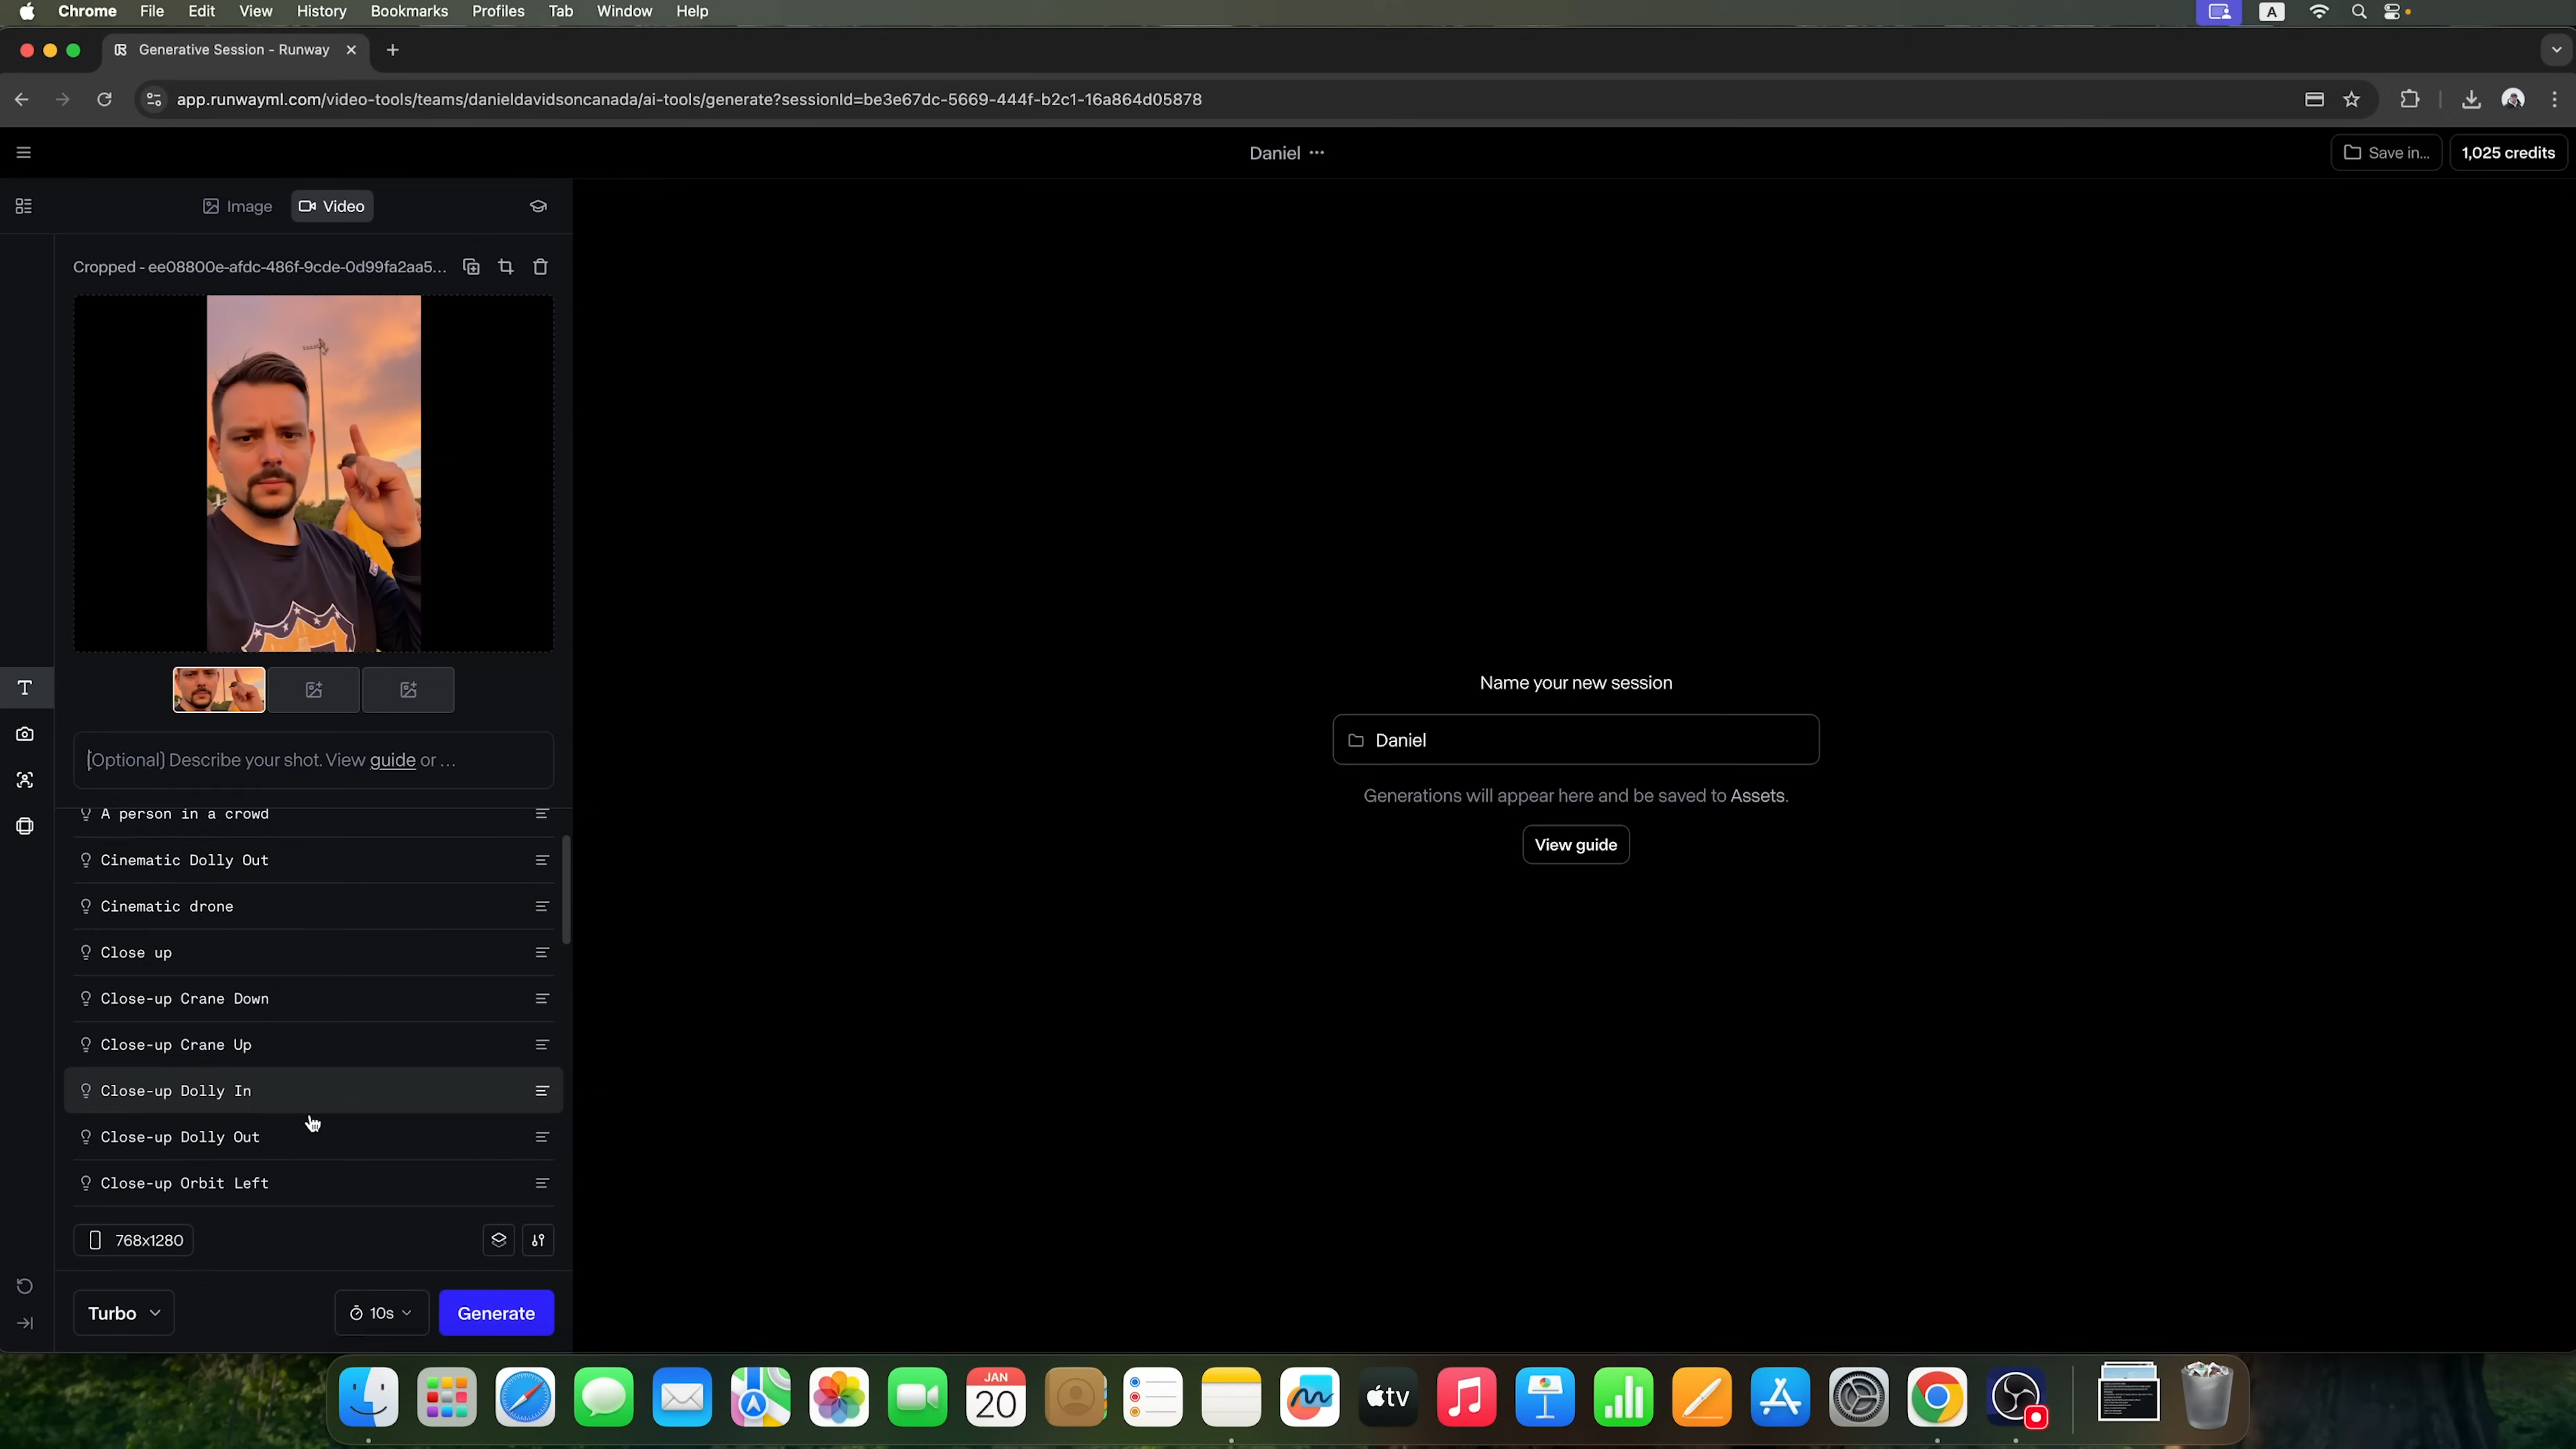 Chrome File Edit View History Bookmarks Profiles Tab Window Help
A
Generative Session - Runway
app.runwayml.com/video-tools/teams/danieldavidsoncanada/ai-tools/generate?sessionId=be3e67dc-5669-444f-b2c1-16a864d05878
Daniel ···
Save in...
1,025 credits
Image
Video
Cropped - ee08800e-afdc-486f-9cde-0d99fa2aa5...
[Optional] Describe your shot. View guide or ...
A person in a crowd
Cinematic Dolly Out
Cinematic drone
Close up
Close-up Crane Down
Close-up Crane Up
Close-up Dolly In
Close-up Dolly Out
Close-up Orbit Left
768x1280
Turbo
10s
Generate
Name your new session
Daniel
Generations will appear here and be saved to Assets.
View guide
JAN
20
tv